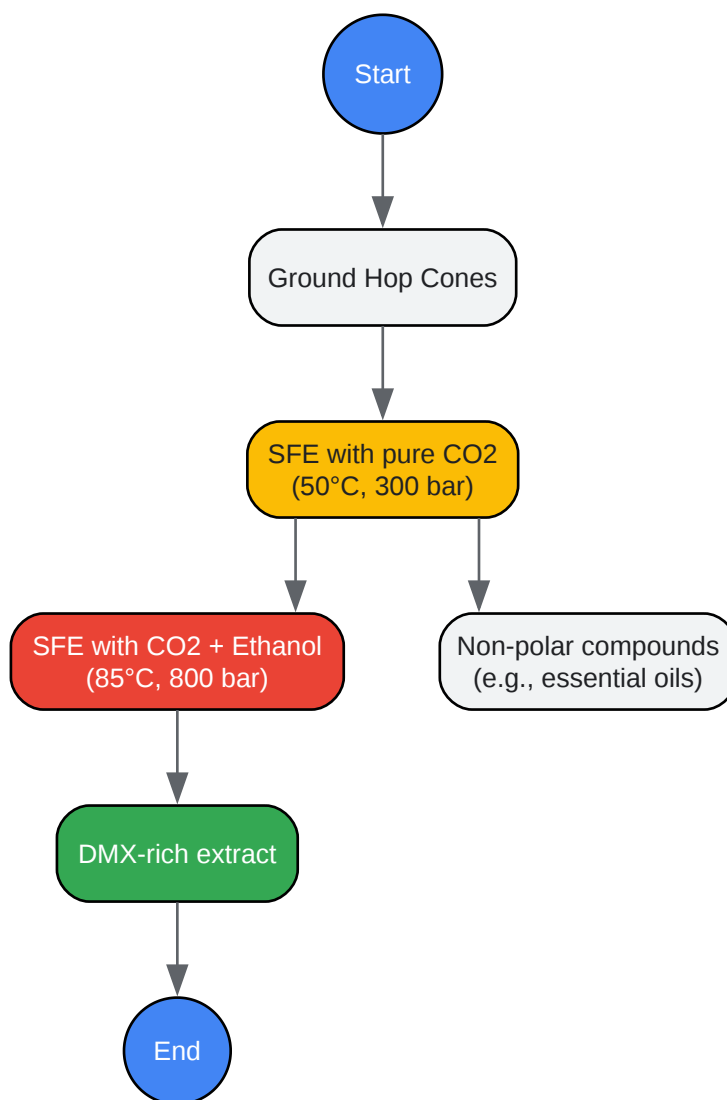 Start
Ground Hop Cones
SFE with pure CO2
(50°C, 300 bar)
SFE with CO2 + Ethanol
(85°C, 800 bar)
Non-polar compounds
(e.g., essential oils)
DMX-rich extract
End